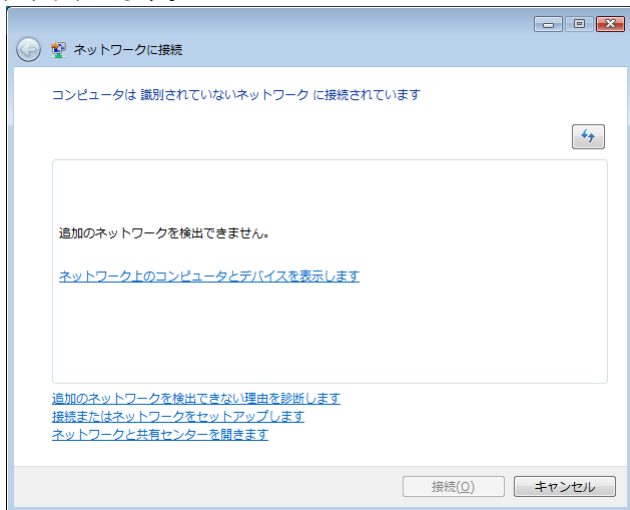 ネットワークに接続
コンピュータは 識別されていないネットワーク に接続されています
追加のネットワークを検出できません。
ネットワーク上のコンピュータとデバイスを表示します
追加のネットワークを検出できない理由を診断します
接続またはネットワークをセットアップします
ネットワークと共有センターを開きます
接続(O) キャンセル